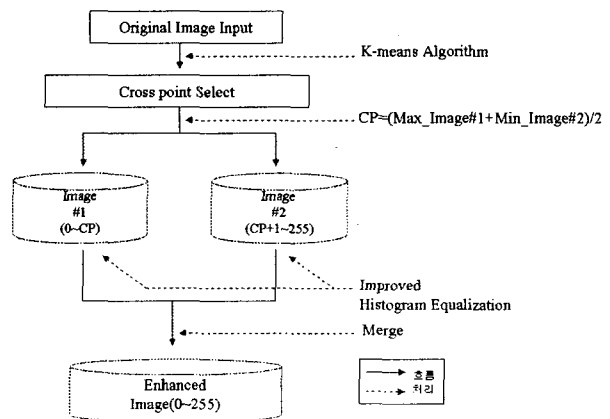 Original Image Input
K-means Algorithm
Cross point Select
CP=(Max_Image#1+Min_Image#2)/2
Image
#1
(0~CP)
Image
#2
(CP+1~255)
Improved
Histogram Equalization
Merge
Enhanced
Image(0~255)
흐름
처리